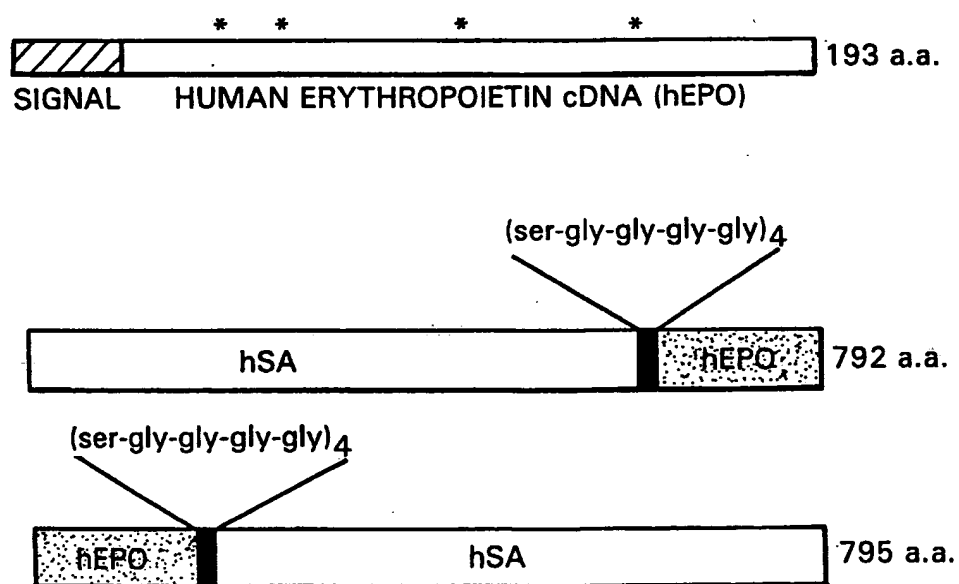 * * * *
193 a.a.
SIGNAL HUMAN ERYTHROPOIETIN cDNA (hEPO)
(ser-gly-gly-gly-gly)4
hSA hEPO 792 a.a.
(ser-gly-gly-gly-gly)4
hEPO hSA 795 a.a.